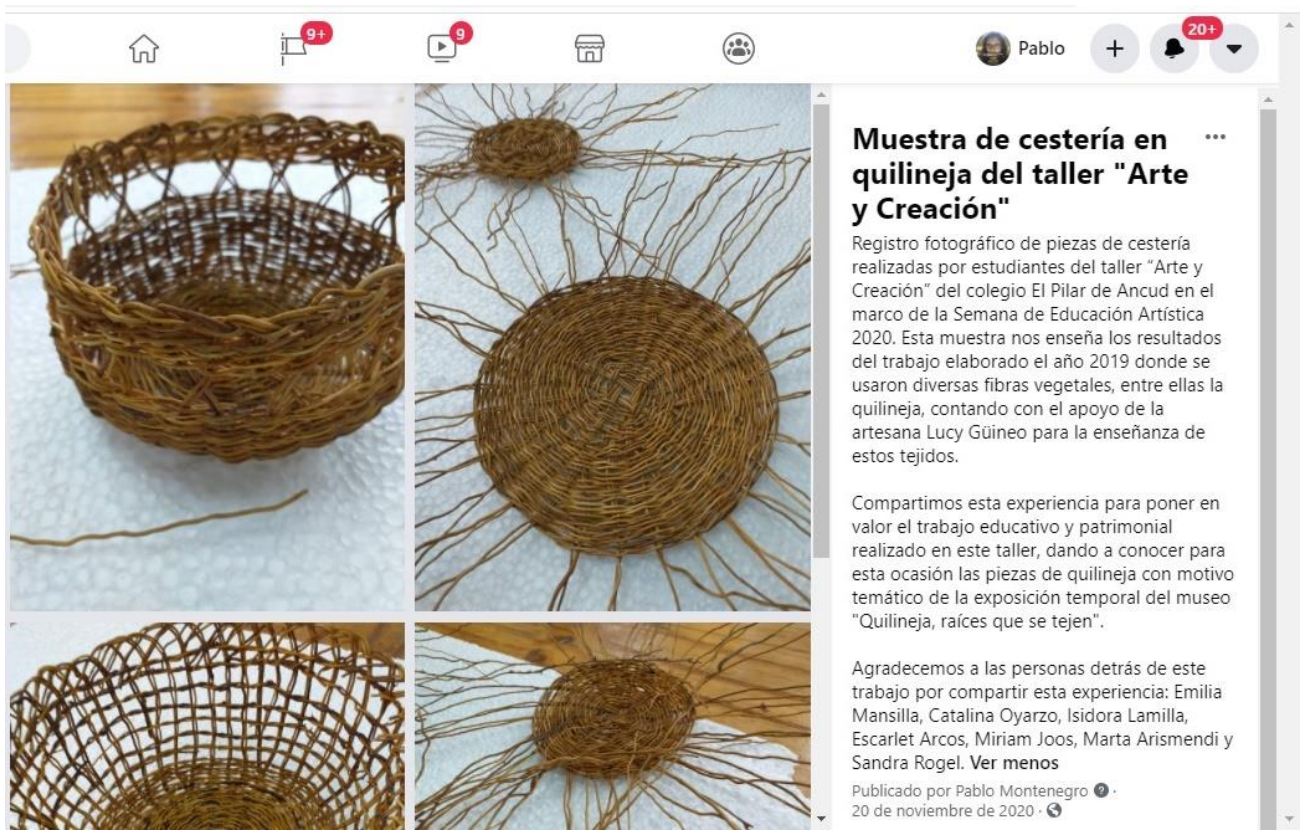 9+
9
Pablo
20+
Muestra de cestería en
quilineja del taller "Arte
y Creación"
Registro fotográfico de piezas de cestería
realizadas por estudiantes del taller “Arte y
Creación” del colegio El Pilar de Ancud en el
marco de la Semana de Educación Artística
2020. Esta muestra nos enseña los resultados
del trabajo elaborado el año 2019 donde se
usaron diversas fibras vegetales, entre ellas la
quilineja, contando con el apoyo de la
artesana Lucy Güineo para la enseñanza de
estos tejidos.
Compartimos esta experiencia para poner en
valor el trabajo educativo y patrimonial
realizado en este taller, dando a conocer para
esta ocasión las piezas de quilineja con motivo
temático de la exposición temporal del museo
"Quilineja, raíces que se tejen".
Agradecemos a las personas detrás de este
trabajo por compartir esta experiencia: Emilia
Mansilla, Catalina Oyarzo, Isidora Lamilla,
Escarlet Arcos, Miriam Joos, Marta Arismendi y
Sandra Rogel. Ver menos
Publicado por Pablo Montenegro ·
20 de noviembre de 2020 ·